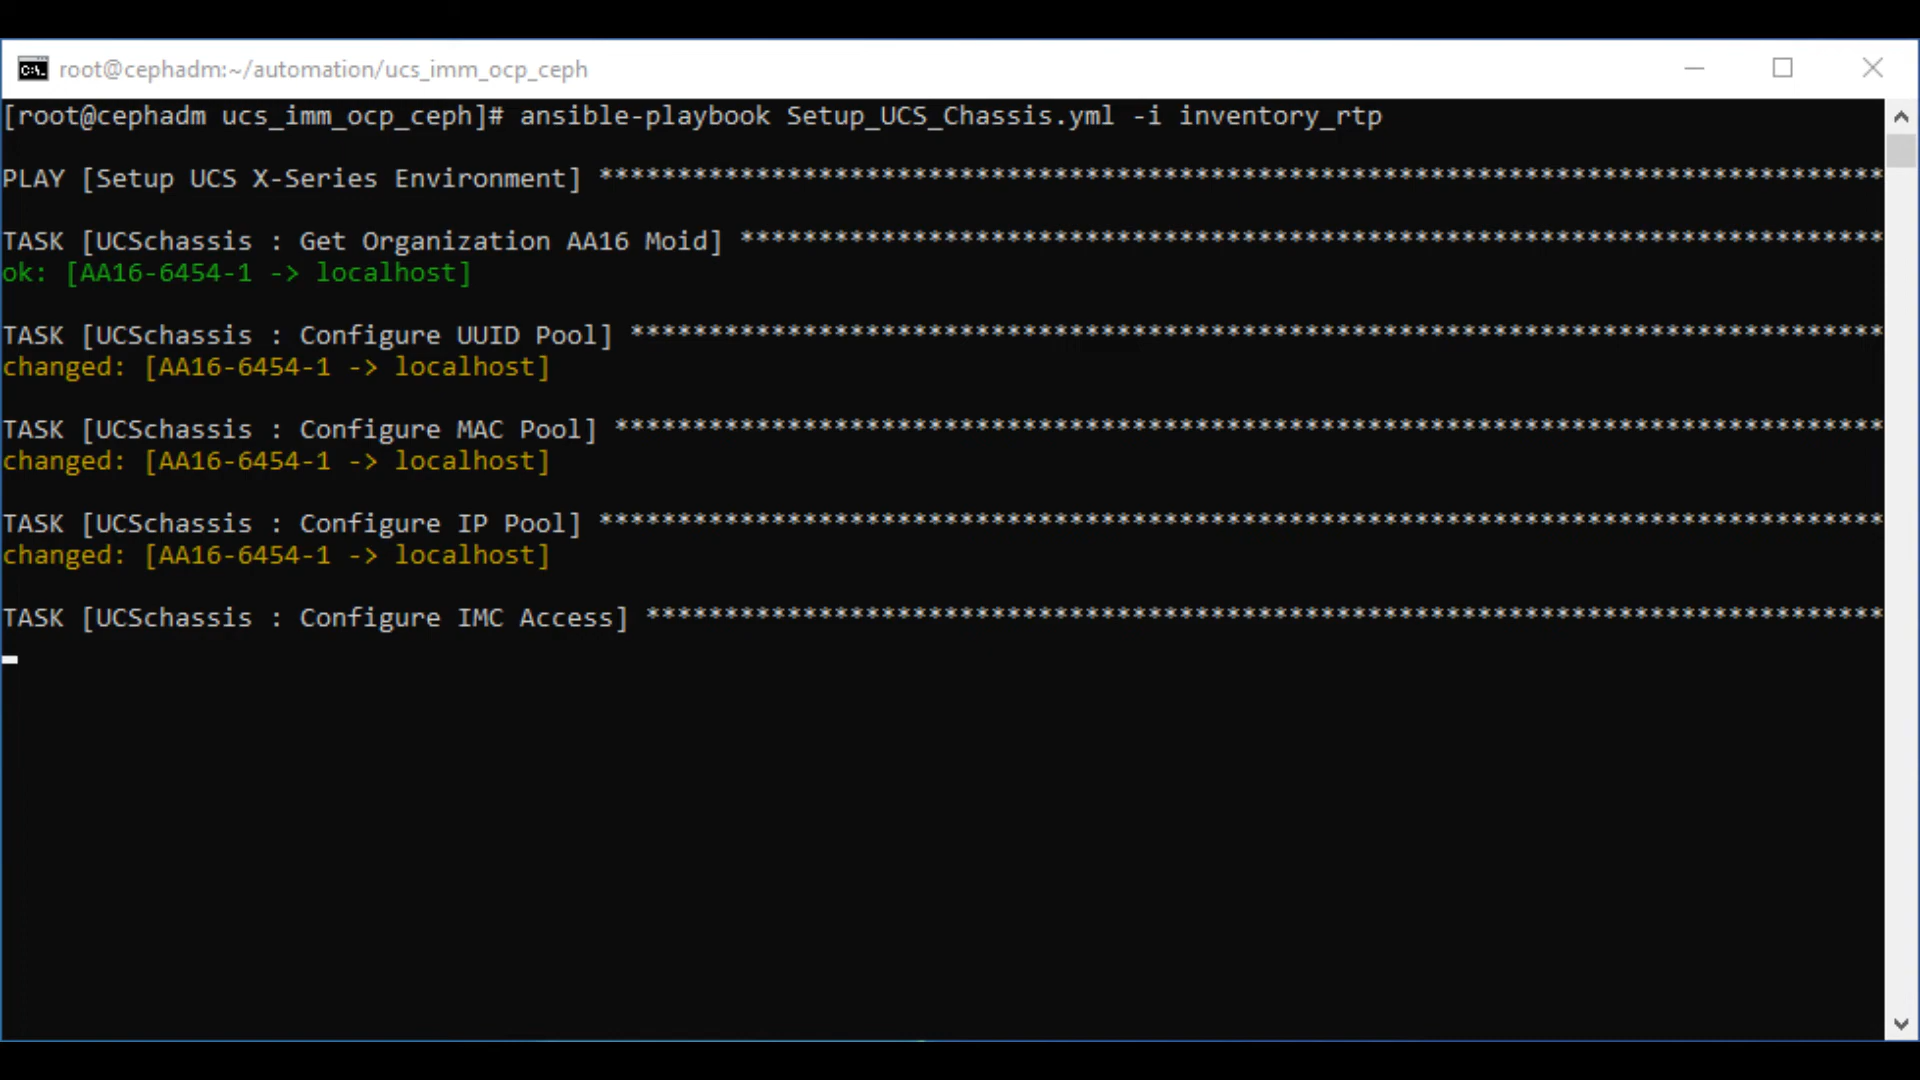 root@cephadm:~/automation/ucs_imm_ocp_ceph
[root@cephadm ucs_imm_ocp_ceph]# ansible-playbook Setup_UCS_Chassis.yml -i inventory_rtp
PLAY [Setup UCS X-Series Environment] **********************************************************************************
TASK [UCSchassis : Get Organization AA16 Moid] *************************************************************************
ok: [AA16-6454-1 -> localhost]
TASK [UCSchassis : Configure UUID Pool] ********************************************************************************
changed: [AA16-6454-1 -> localhost]
TASK [UCSchassis : Configure MAC Pool] *********************************************************************************
changed: [AA16-6454-1 -> localhost]
TASK [UCSchassis : Configure IP Pool] **********************************************************************************
changed: [AA16-6454-1 -> localhost]
TASK [UCSchassis : Configure IMC Access] *******************************************************************************